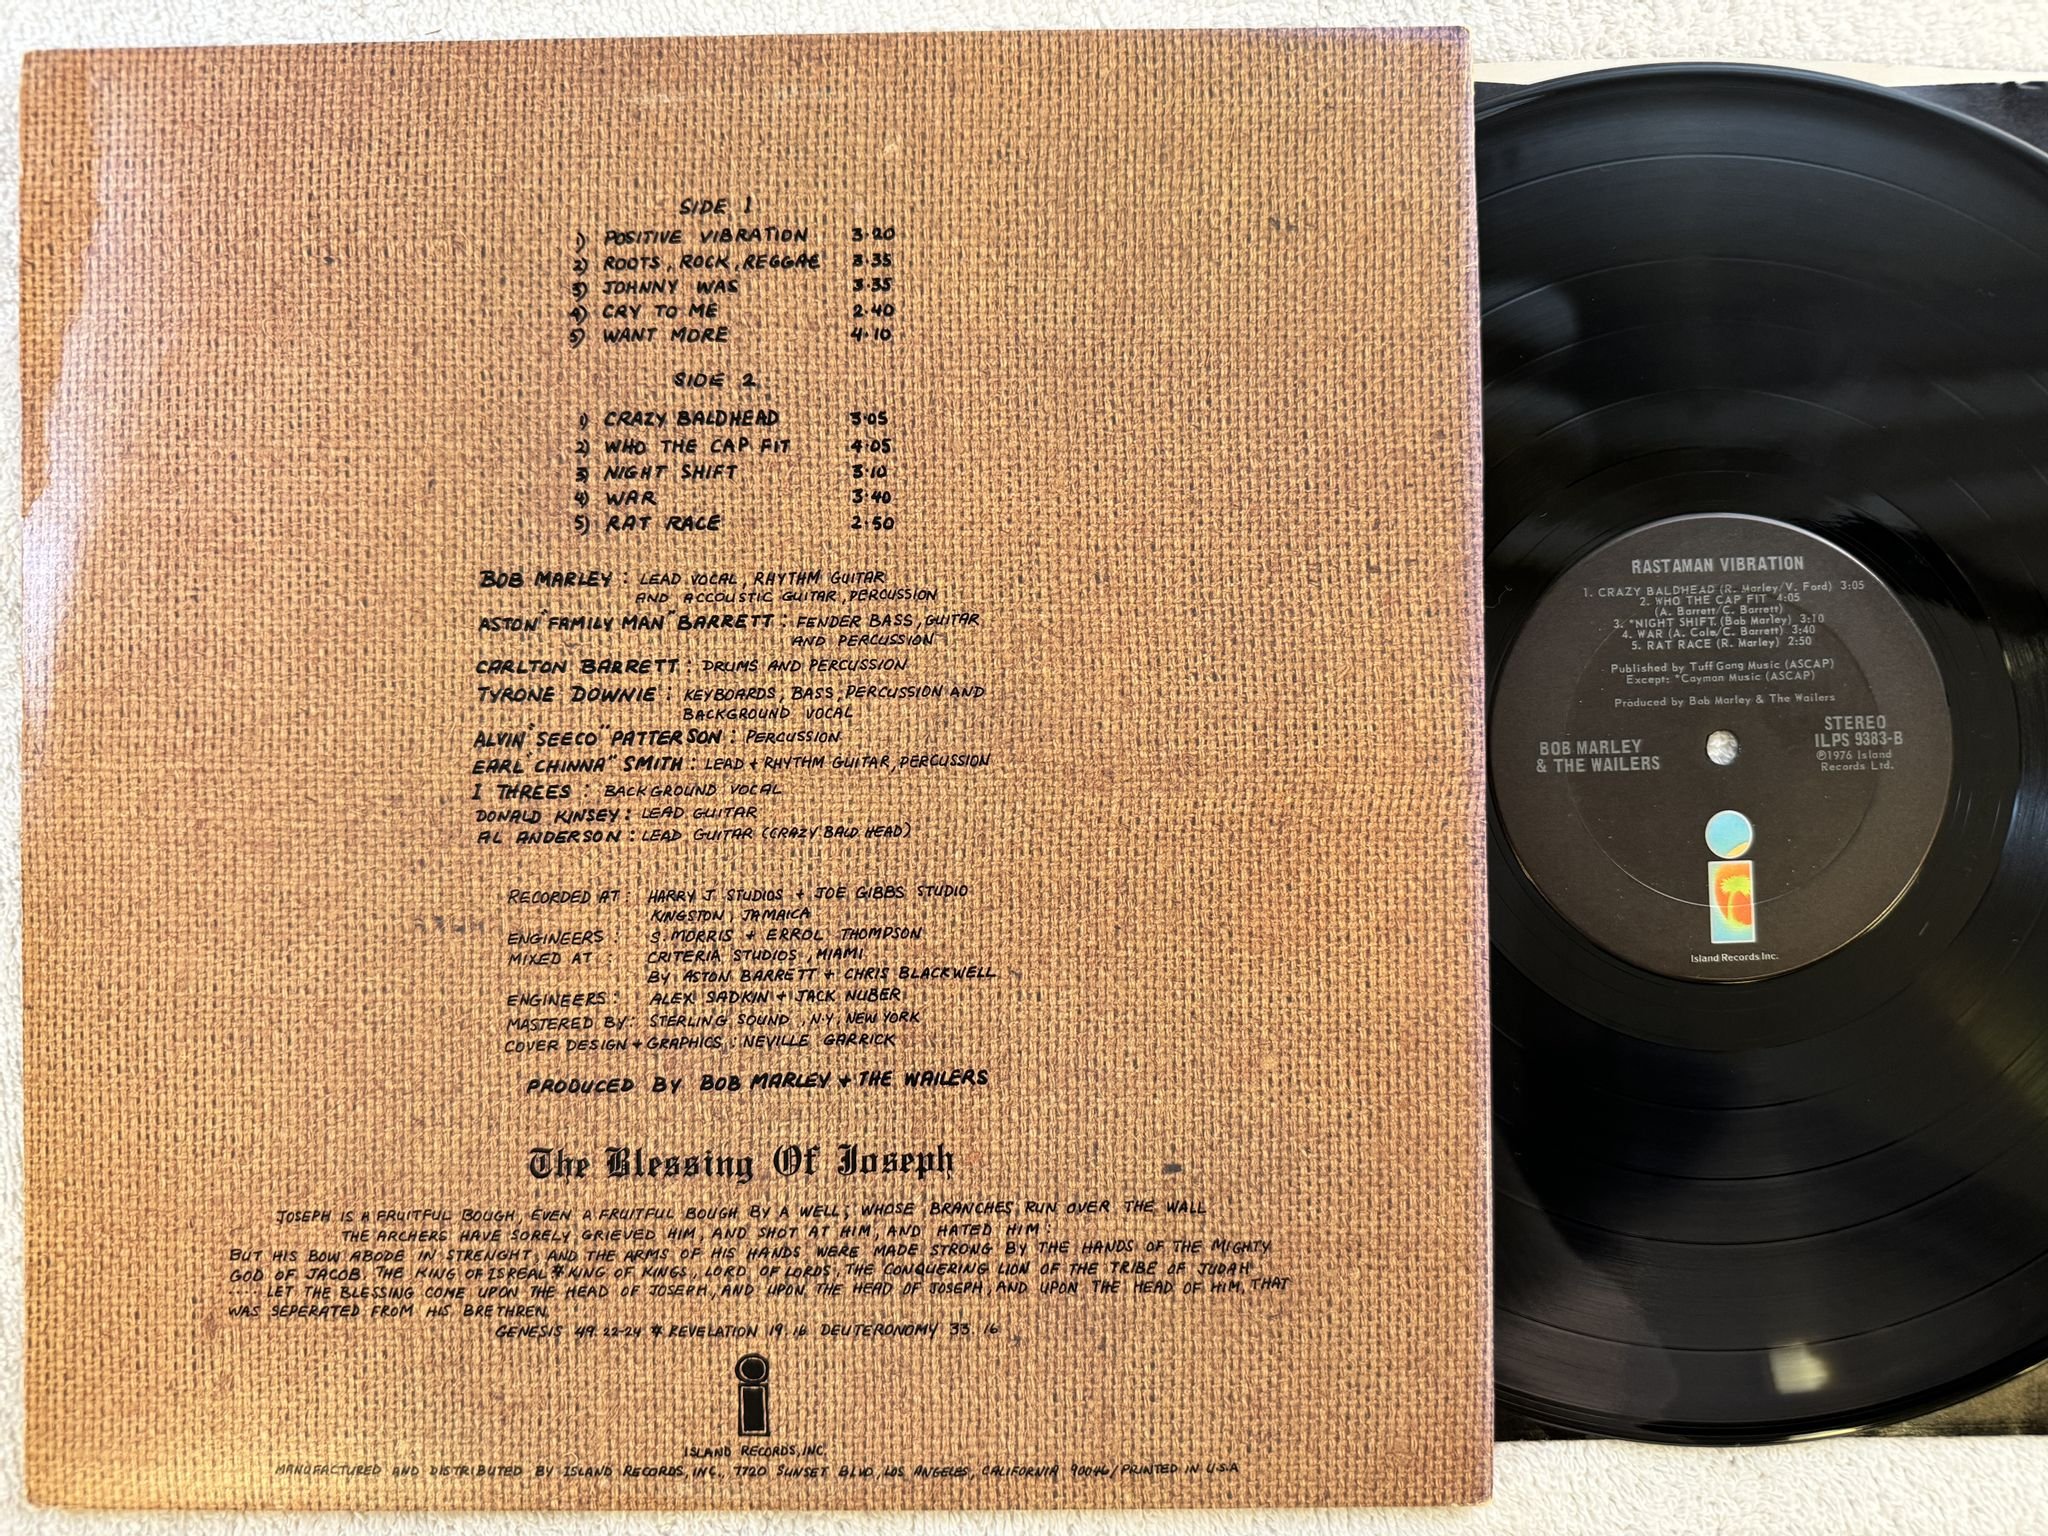 SIDE 1
1) POSITIVE VIBRATION 3·20
2) ROOTS, ROCK, REGGAE 3·35
3) JOHNNY WAS 3·35
4) CRY TO ME 2·40
5) WANT MORE 4·10
SIDE 2
1) CRAZY BALDHEAD 3·05
2) WHO THE CAP FIT 4·05
3) NIGHT SHIFT 3·10
4) WAR 3·40
5) RAT RACE 2·50
BOB MARLEY : LEAD VOCAL, RHYTHM GUITAR
AND ACCOUSTIC GUITAR, PERCUSSION
ASTON "FAMILY MAN" BARRETT : FENDER BASS, GUITAR
AND PERCUSSION
CARLTON BARRETT : DRUMS AND PERCUSSION
TYRONE DOWNIE : KEYBOARDS, BASS, PERCUSSION AND
BACKGROUND VOCAL
ALVIN "SEECO" PATTERSON : PERCUSSION
EARL "CHINNA" SMITH : LEAD + RHYTHM GUITAR, PERCUSSION
I THREES : BACKGROUND VOCAL
DONALD KINSEY : LEAD GUITAR
AL ANDERSON : LEAD GUITAR (CRAZY BALD HEAD)
RECORDED AT : HARRY J STUDIOS + JOE GIBBS STUDIO
KINGSTON, JAMAICA
ENGINEERS : S. MORRIS + ERROL THOMPSON
MIXED AT : CRITERIA STUDIOS, MIAMI
BY ASTON BARRETT + CHRIS BLACKWELL
ENGINEERS : ALEX SADKIN + JACK NUBER
MASTERED BY : STERLING SOUND, N.Y, NEW YORK
COVER DESIGN + GRAPHICS : NEVILLE GARRICK
PRODUCED BY BOB MARLEY + THE WAILERS
The Blessing Of Joseph
JOSEPH IS A FRUITFUL BOUGH, EVEN A FRUITFUL BOUGH BY A WELL; WHOSE BRANCHES RUN OVER THE WALL
THE ARCHERS HAVE SORELY GRIEVED HIM, AND SHOT AT HIM, AND HATED HIM :
BUT HIS BOW ABODE IN STRENGHT, AND THE ARMS OF HIS HANDS WERE MADE STRONG BY THE HANDS OF THE MIGHTY
GOD OF JACOB. THE KING OF ISREAL & KING OF KINGS, LORD OF LORDS, THE CONQUERING LION OF THE TRIBE OF JUDAH
···· LET THE BLESSING COME UPON THE HEAD OF JOSEPH, AND UPON THE HEAD OF JOSEPH, AND UPON THE HEAD OF HIM, THAT
WAS SEPERATED FROM HIS BRETHREN.
GENESIS 49. 22-24 & REVELATION 19. 16 DEUTERONOMY 33. 16
i
ISLAND RECORDS, INC.
MANUFACTURED AND DISTRIBUTED BY ISLAND RECORDS, INC., 7720 SUNSET BLVD, LOS ANGELES, CALIFORNIA 90046/PRINTED IN U.S.A
RASTAMAN VIBRATION
1. CRAZY BALDHEAD (R. Marley/V. Ford) 3:05
2. WHO THE CAP FIT 4:05
(A. Barrett/C. Barrett)
3. *NIGHT SHIFT (Bob Marley) 3:10
4. WAR (A. Cole/C. Barrett) 3:40
5. RAT RACE (R. Marley) 2:50
Published by Tuff Gang Music (ASCAP)
Except: *Cayman Music (ASCAP)
Produced by Bob Marley & The Wailers
BOB MARLEY
& THE WAILERS
STEREO
ILPS 9383-B
℗1976 Island
Records Ltd.
i
Island Records Inc.